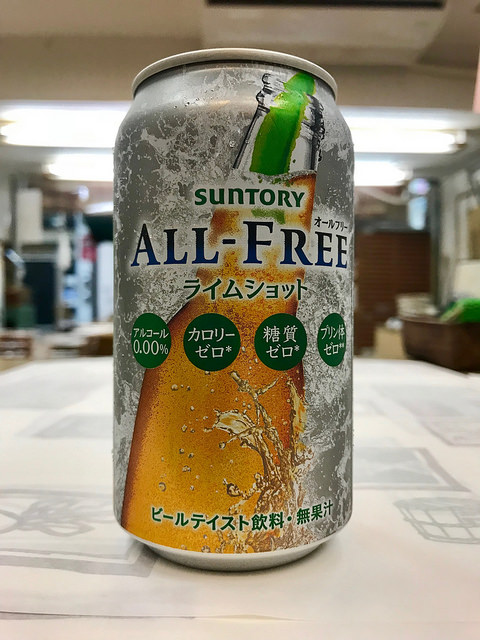 SUNTORY
オールフリー
ALL-FREE
ライムショット
アルコール
0.00%
カロリー
ゼロ*
糖質
ゼロ*
プリン体
ゼロ**
ビールテイスト飲料・無果汁